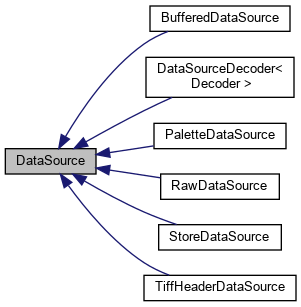 BufferedDataSource
DataSourceDecoder<
Decoder >
PaletteDataSource
DataSource
RawDataSource
StoreDataSource
TiffHeaderDataSource